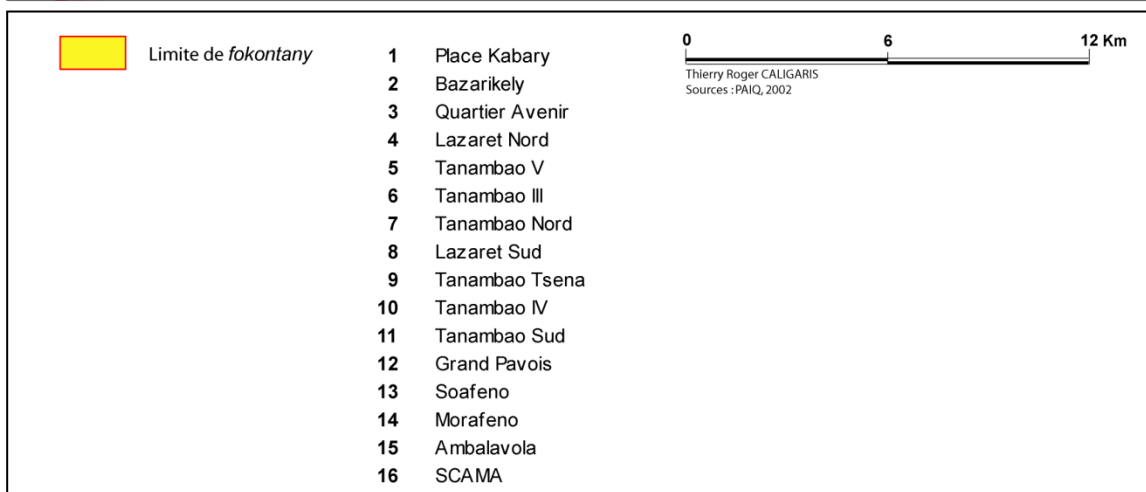 Limite de fokontany
1 Place Kabary
2 Bazarikely
3 Quartier Avenir
4 Lazaret Nord
5 Tanambao V
6 Tanambao III
7 Tanambao Nord
8 Lazaret Sud
9 Tanambao Tsena
10 Tanambao IV
11 Tanambao Sud
12 Grand Pavois
13 Soafeno
14 Morafeno
15 Ambalavola
16 SCAMA
0 6 12 Km
Thierry Roger CALIGARIS
Sources : PAIQ, 2002